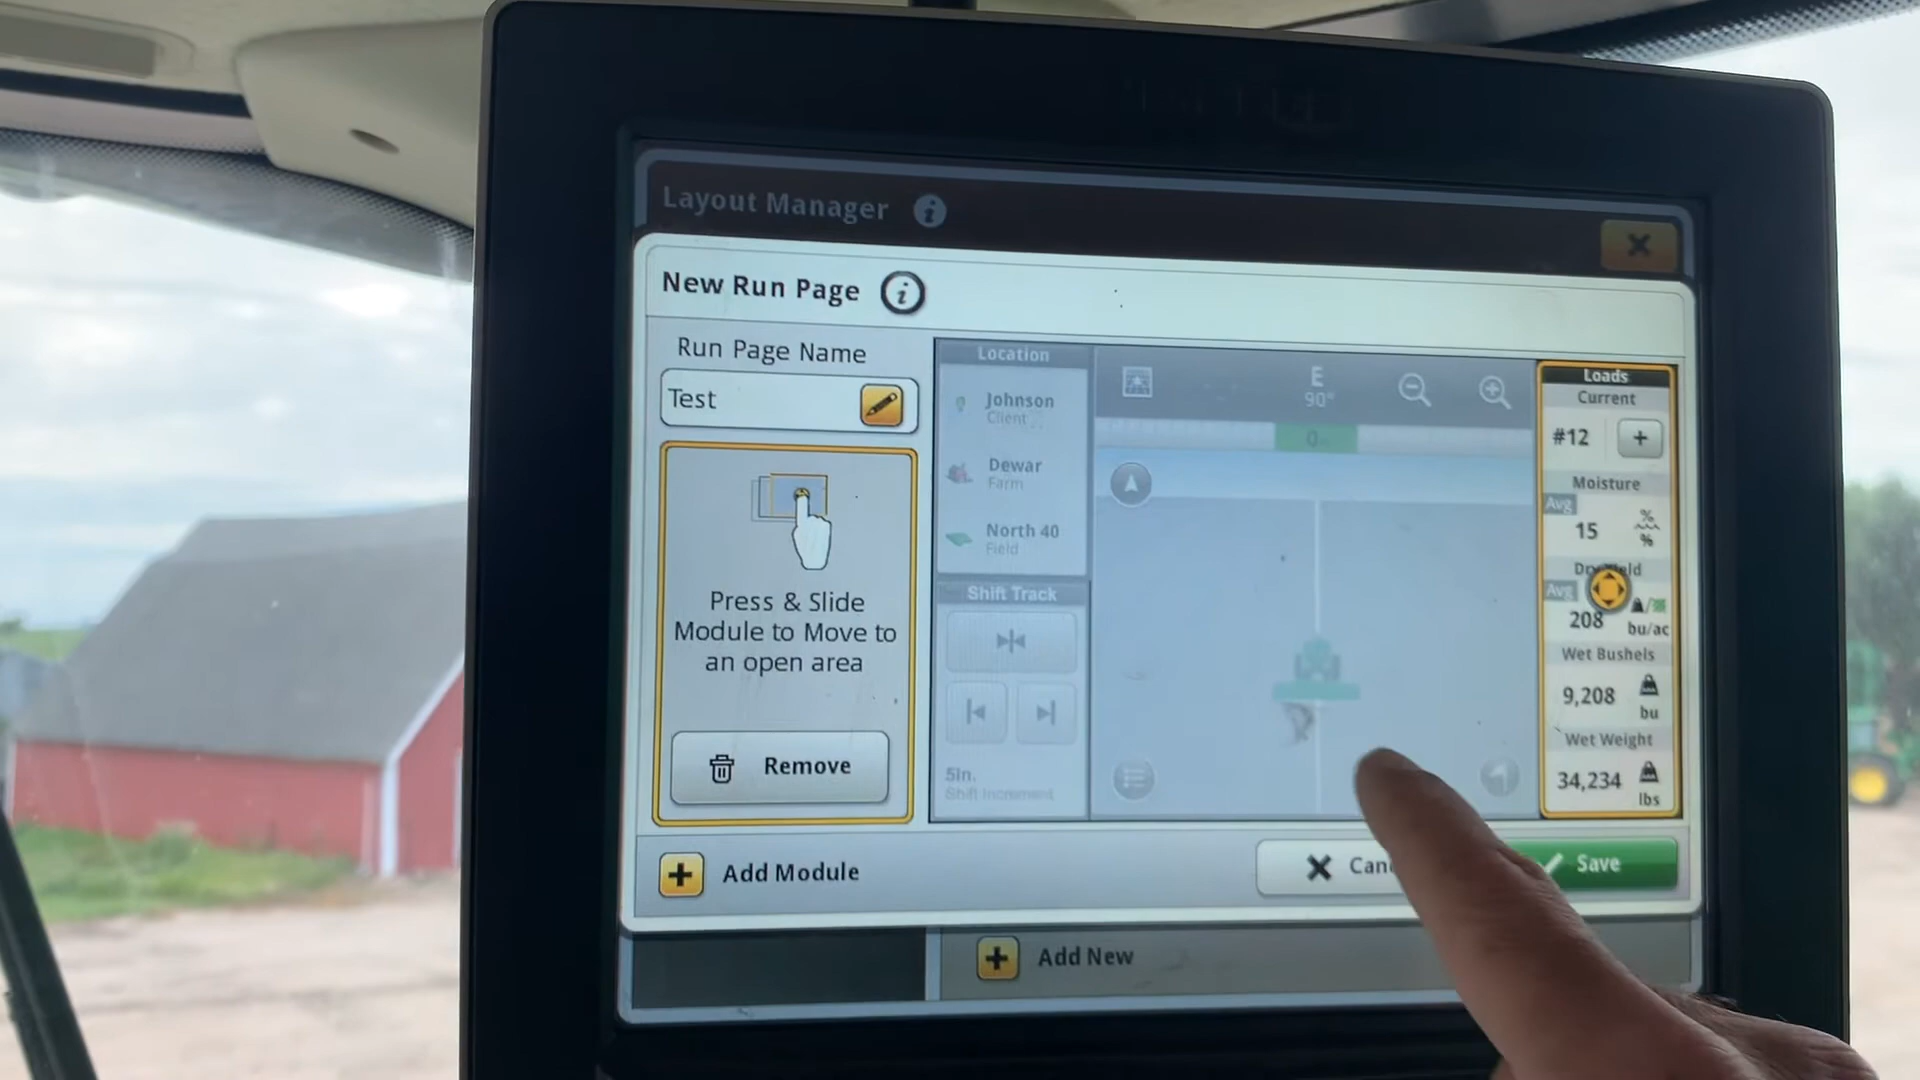 Layout Manager
New Run Page
Run Page Name
Test
Press & Slide
Module to Move to
an open area
Remove
Location
Johnson
Client
Dewar
Farm
North 40
Field
Shift Track
5in.
Shift Increment
E
90°
0
Loads
Current
#12
Moisture
Avg
15
%
%
Avg
208
bu/ac
Wet Bushels
9,208
bu
Wet Weight
34,234
lbs
Add Module
Save
Add New